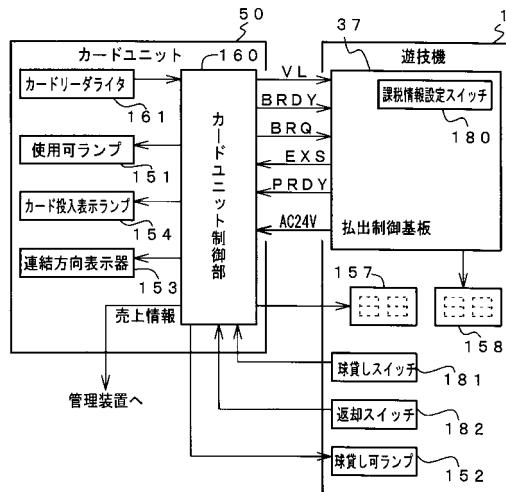 50
1
カードユニット
160
37
遊技機
カードリーダライタ
161
VL
課税情報設定スイッチ
180
BRDY
使用可ランプ
151
BRQ
EXS
カード投入表示ランプ
154
PRDY
カードユニット制御部
AC24V
払出制御基板
連結方向表示器
153
157
158
売上情報
球貸しスイッチ
181
管理装置へ
返却スイッチ
182
球貸し可ランプ
152